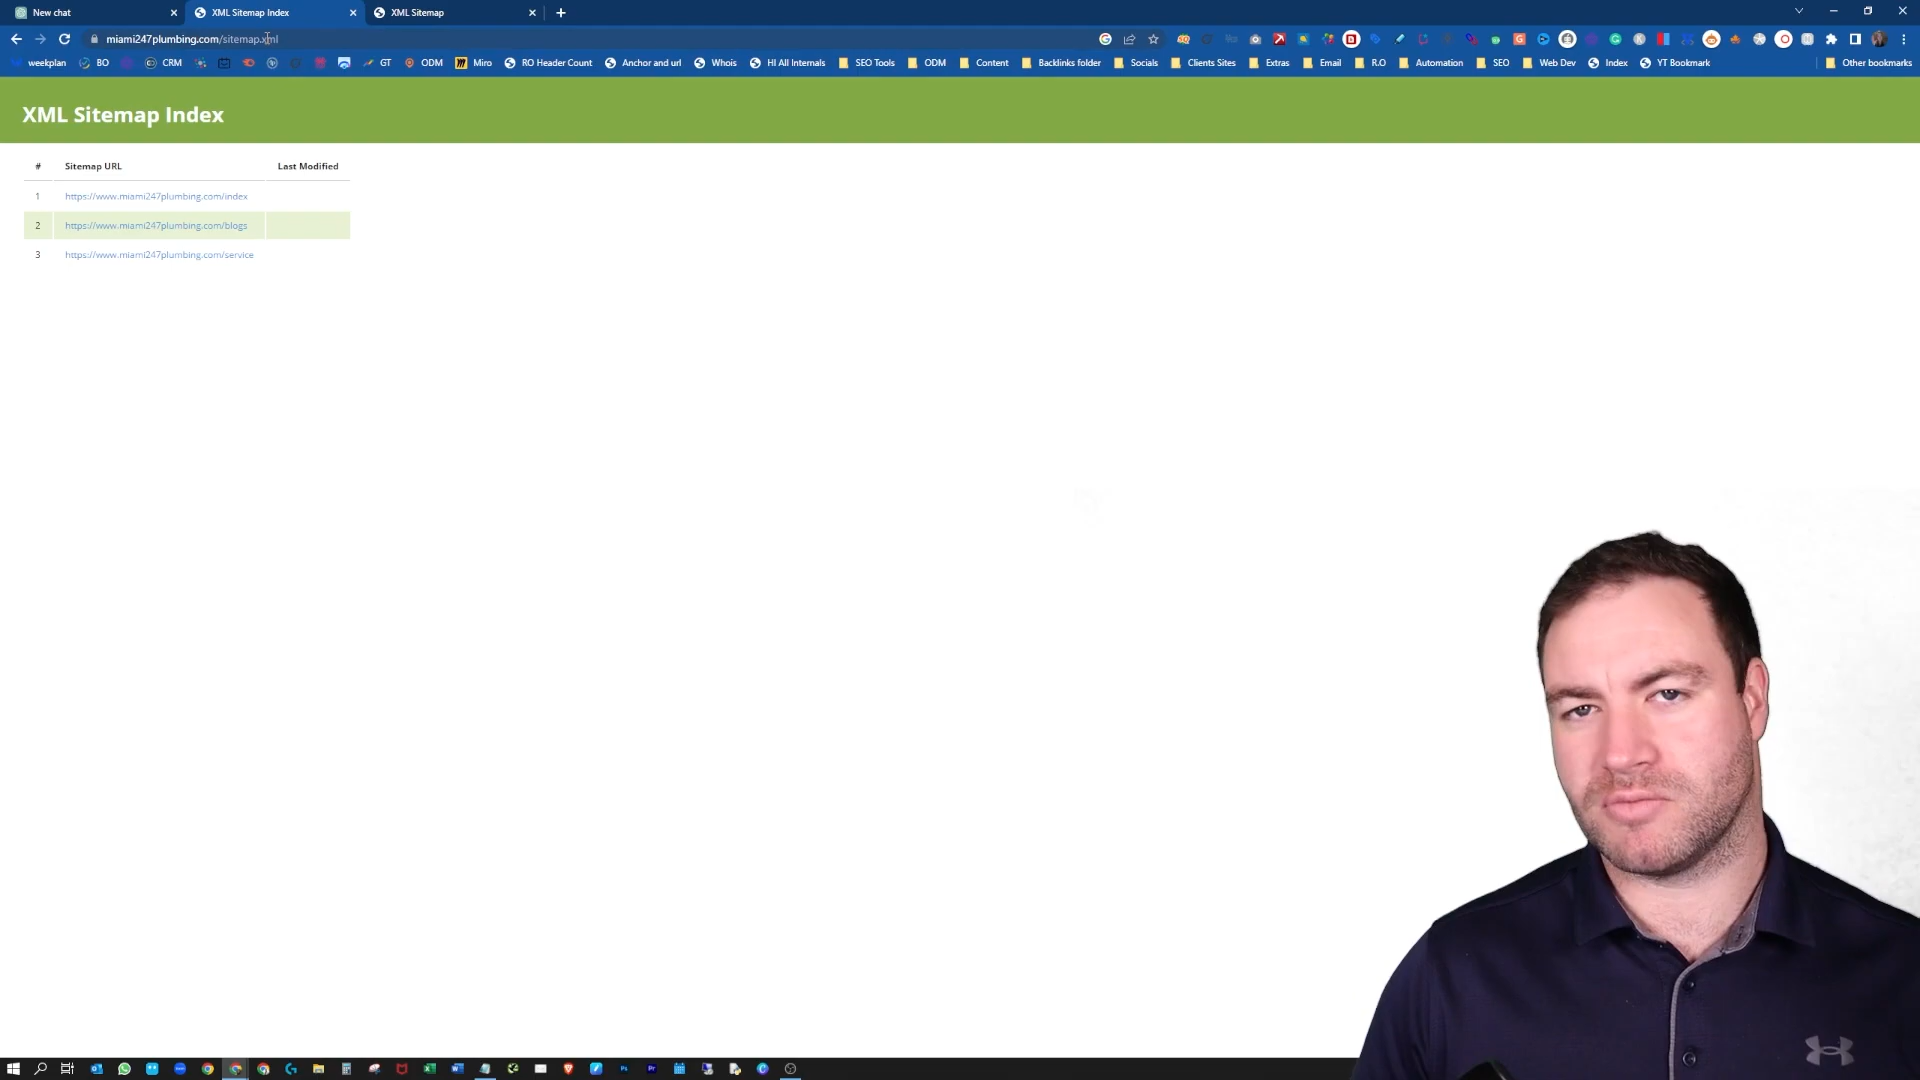 New chat
XML Sitemap Index
XML Sitemap
miami247plumbing.com/sitemap.xml
weekplan BO CRM GT ODM Miro RO Header Count Anchor and url Whois HI All Internals SEO Tools ODM Content Backlinks folder Socials Clients Sites Extras Email R.O Automation SEO Web Dev Index YT Bookmark Other bookmarks
XML Sitemap Index
# Sitemap URL Last Modified
1 https://www.miami247plumbing.com/index
2 https://www.miami247plumbing.com/blogs
3 https://www.miami247plumbing.com/service